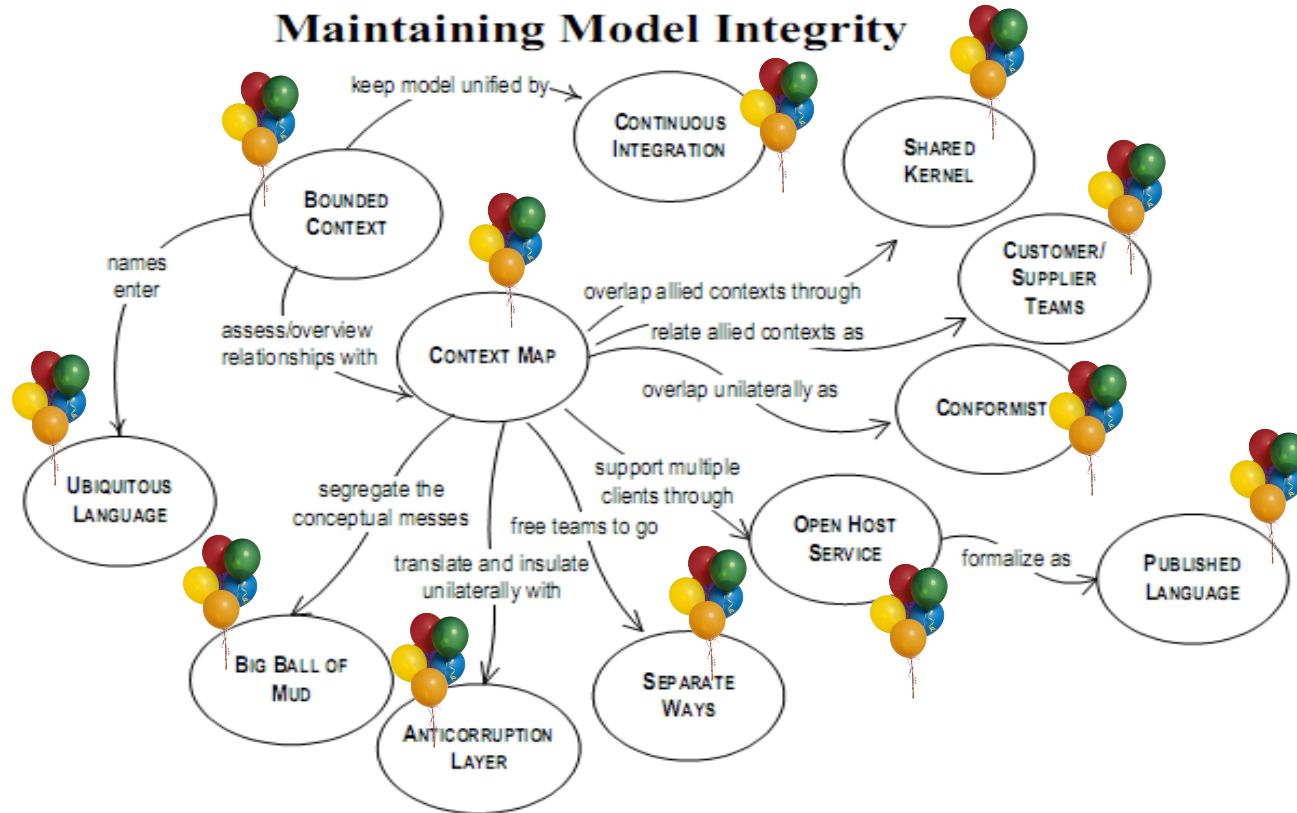 Maintaining Model Integrity
keep model unified by
CONTINUOUS
INTEGRATION
SHARED
KERNEL
BOUNDED
CONTEXT
CUSTOMER/
SUPPLIER
TEAMS
names
enter
overlap allied contexts through
assess/overview
relationships with
relate allied contexts as
CONTEXT MAP
overlap unilaterally as
CONFORMIST
UBIQUITOUS
LANGUAGE
segregate the
conceptual messes
support multiple
clients through
free teams to go
OPEN HOST
SERVICE
formalize as
PUBLISHED
LANGUAGE
translate and insulate
unilaterally with
BIG BALL OF
MUD
SEPARATE
WAYS
ANTICORRUPTION
LAYER